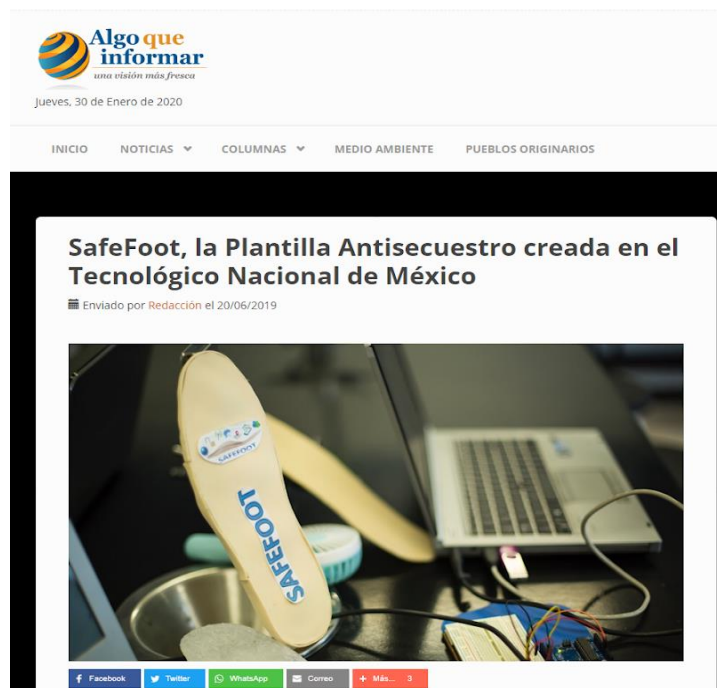 Algo que
informar
una visión más fresca
Jueves, 30 de Enero de 2020
INICIO NOTICIAS COLUMNAS MEDIO AMBIENTE PUEBLOS ORIGINARIOS
SafeFoot, la Plantilla Antisecuestro creada en el
Tecnológico Nacional de México
Enviado por Redacción el 20/06/2019
SAFEFOOT
SAFEFOOT
Facebook Twitter WhatsApp Correo Más... 3